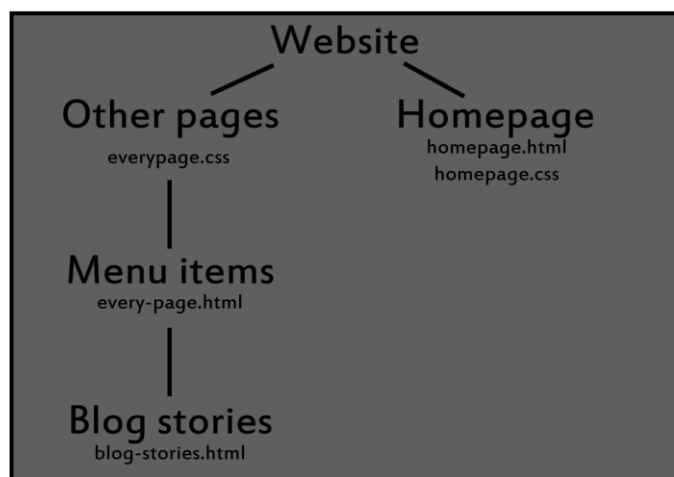 Website
Other pages
everypage.css
Homepage
homepage.html
homepage.css
Menu items
every-page.html
Blog stories
blog-stories.html